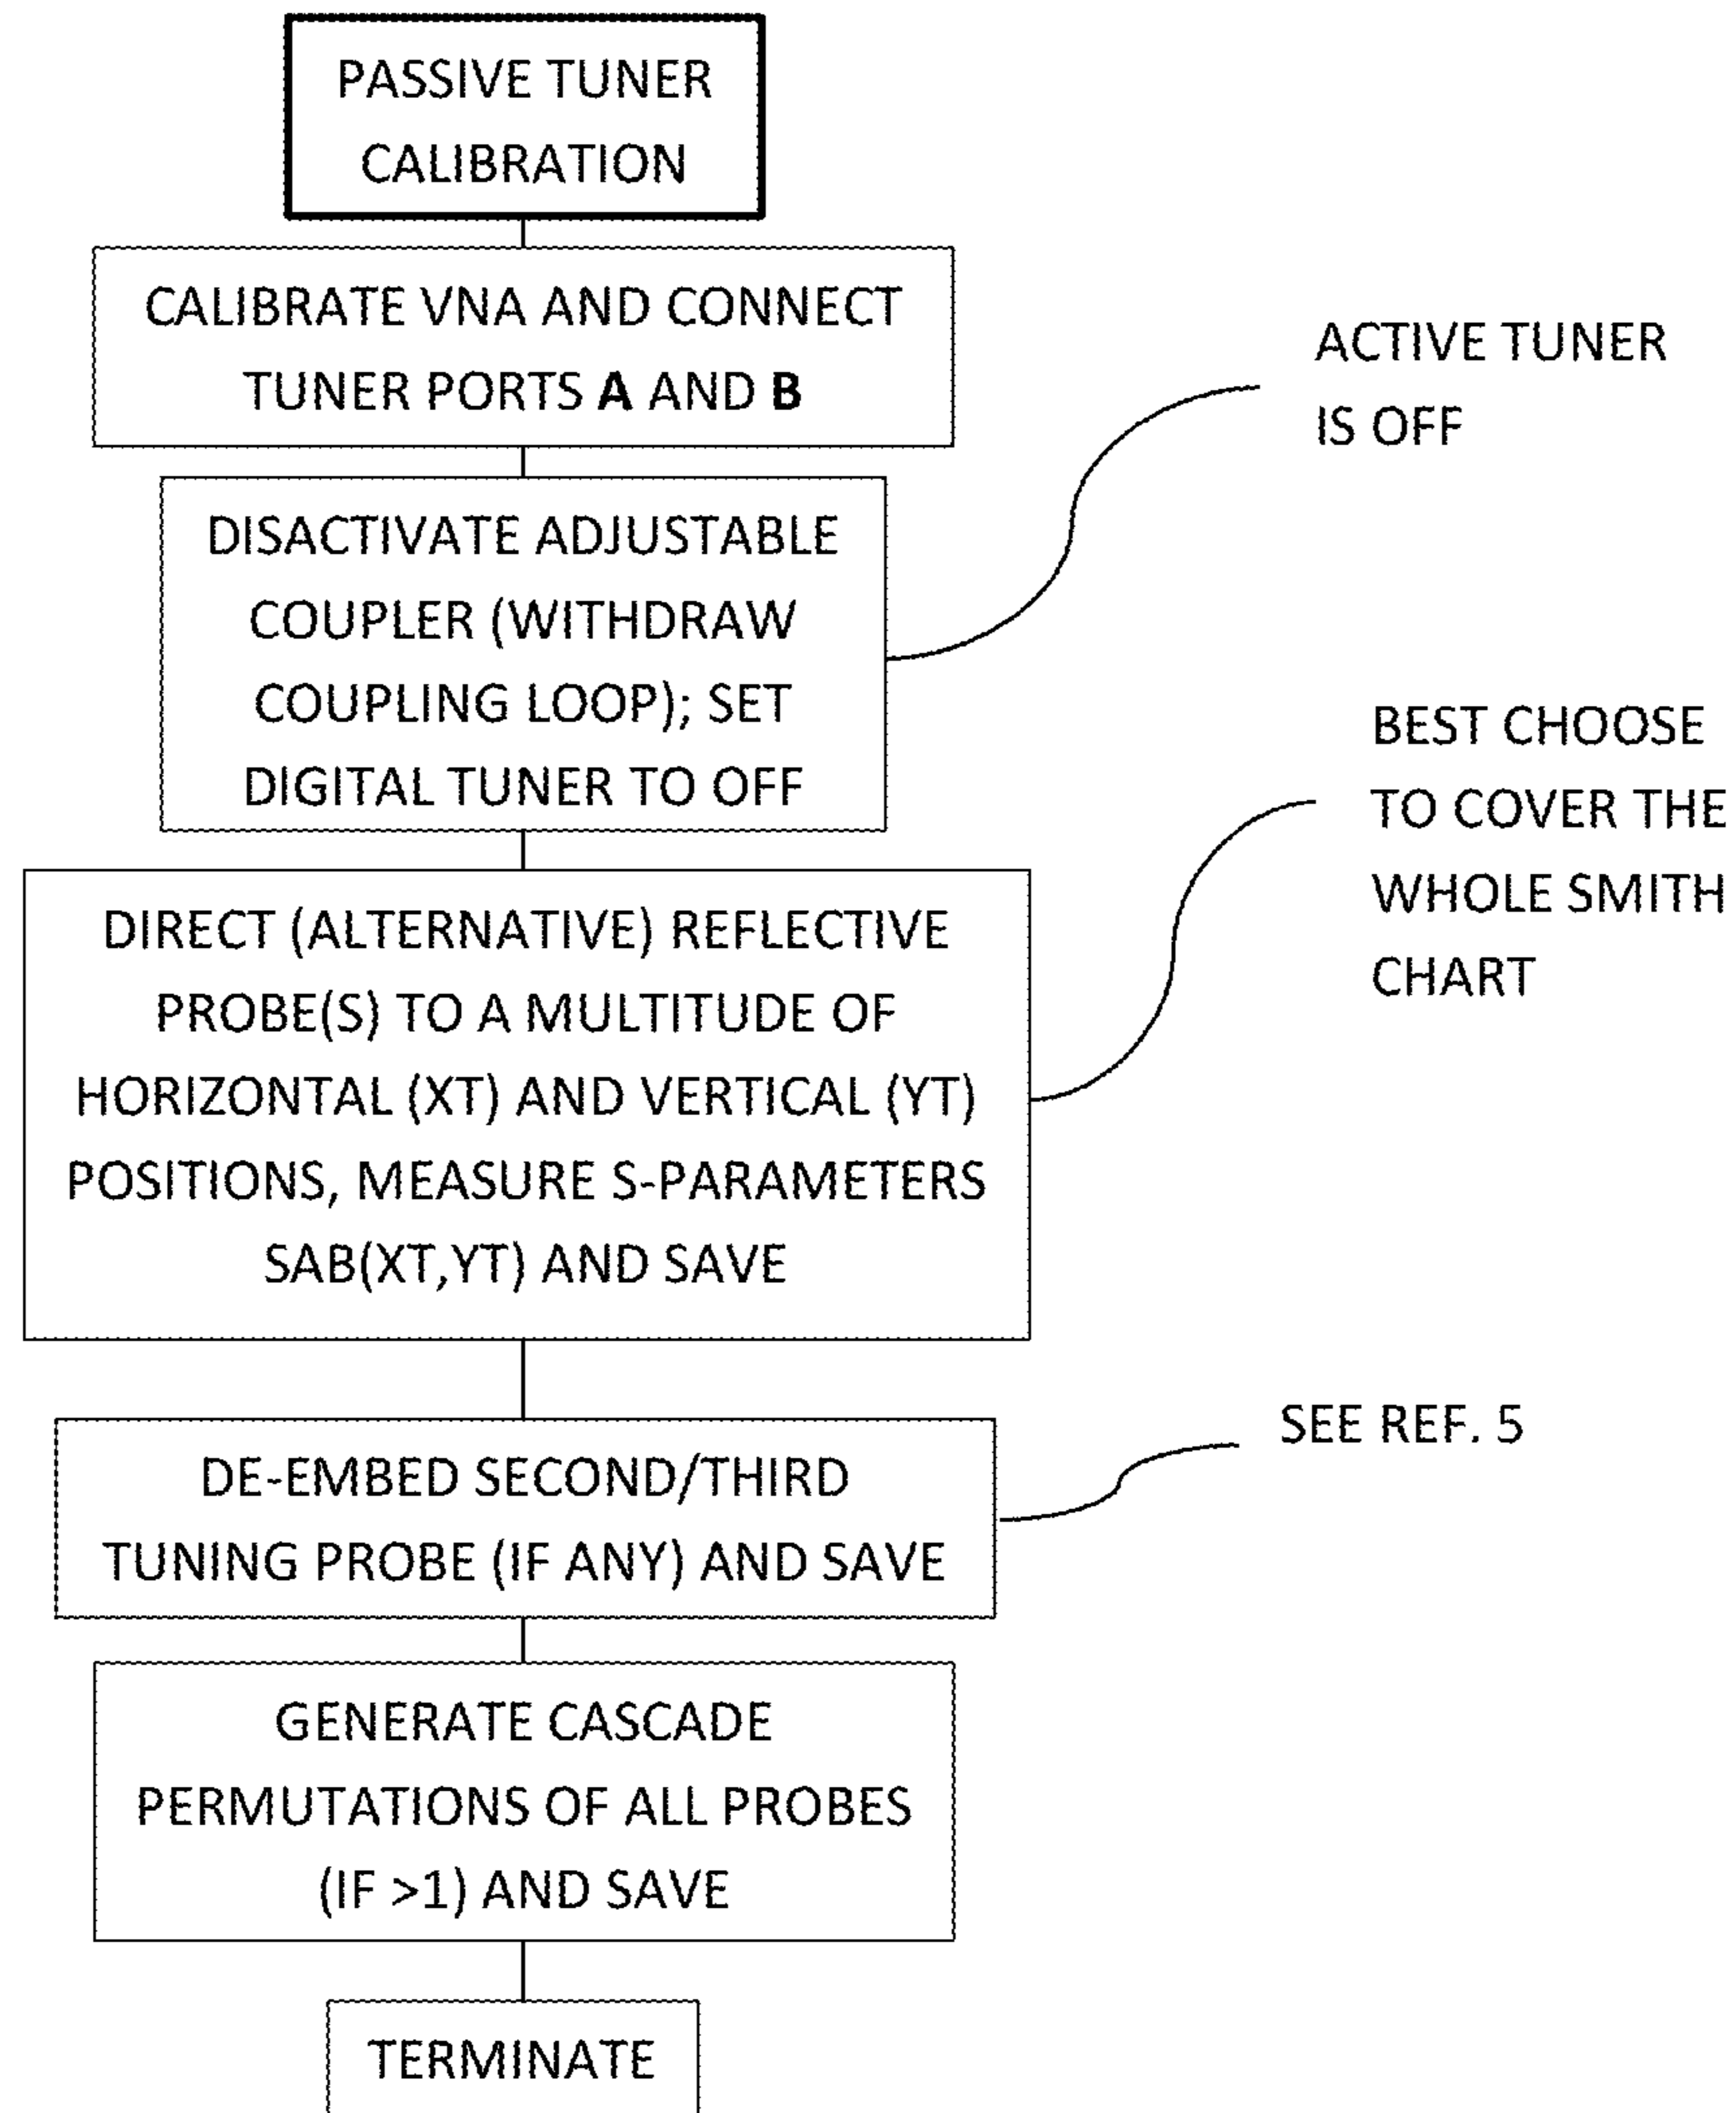 PASSIVE TUNER
CALIBRATION
CALIBRATE VNA AND CONNECT
TUNER PORTS A AND B
ACTIVE TUNER
IS OFF
DISACTIVATE ADJUSTABLE
COUPLER (WITHDRAW
COUPLING LOOP); SET
DIGITAL TUNER TO OFF
BEST CHOOSE
TO COVER THE
WHOLE SMITH
CHART
DIRECT (ALTERNATIVE) REFLECTIVE
PROBE(S) TO A MULTITUDE OF
HORIZONTAL (XT) AND VERTICAL (YT)
POSITIONS, MEASURE S-PARAMETERS
SAB(XT,YT) AND SAVE
SEE REF. 5
DE-EMBED SECOND/THIRD
TUNING PROBE (IF ANY) AND SAVE
GENERATE CASCADE
PERMUTATIONS OF ALL PROBES
(IF >1) AND SAVE
TERMINATE